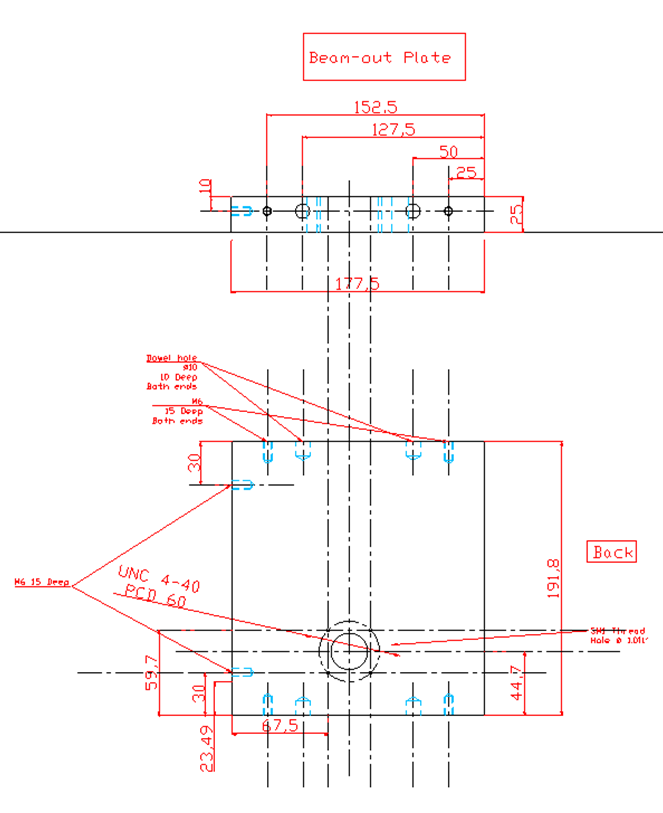 Beam-out Plate
152,5
127,5
50
25
10
25
177,5
Dowel hole
ø10
10 Deep
Both ends
M6
15 Deep
Both ends
30
Back
191,8
M6 15 Deep
UNC 4-40
PCD 60
SM1 Thread
Hole ø 1.011"
59,7
30
44,7
67,5
23,49